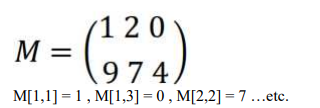 M = (1 2 0
9 7 4)
M[1,1] = 1 , M[1,3] = 0 , M[2,2] = 7 …etc.